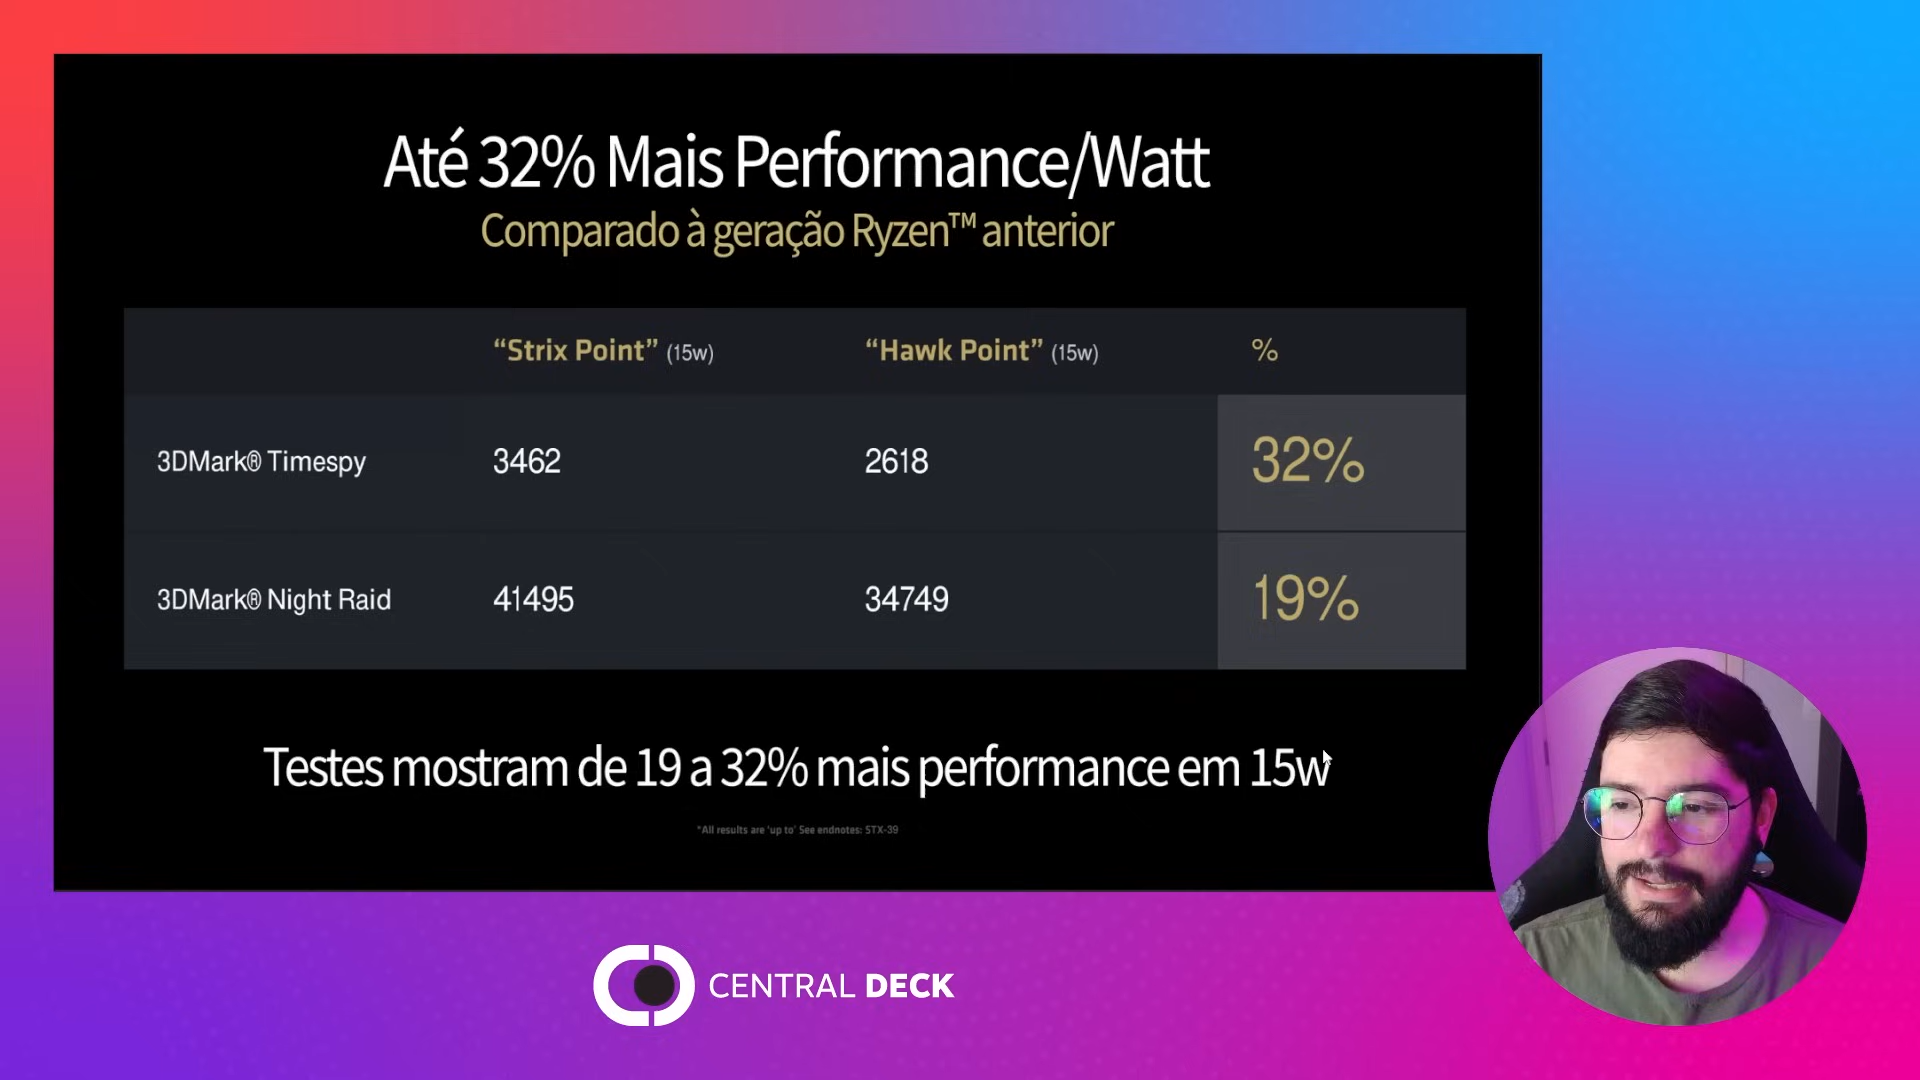 Até 32% Mais Performance/Watt
Comparado à geração Ryzen™ anterior
“Strix Point” (15w) “Hawk Point” (15w) %
3DMark® Timespy 3462 2618 32%
3DMark® Night Raid 41495 34749 19%
Testes mostram de 19 a 32% mais performance em 15w
*All results are 'up to' See endnotes: STX-39
CENTRAL DECK